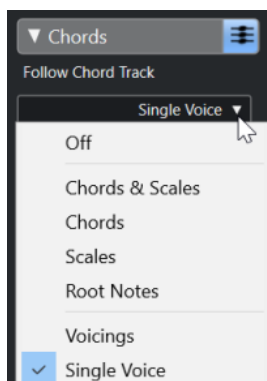 Chords
Follow Chord Track
Single Voice
Off
Chords & Scales
Chords
Scales
Root Notes
Voicings
Single Voice